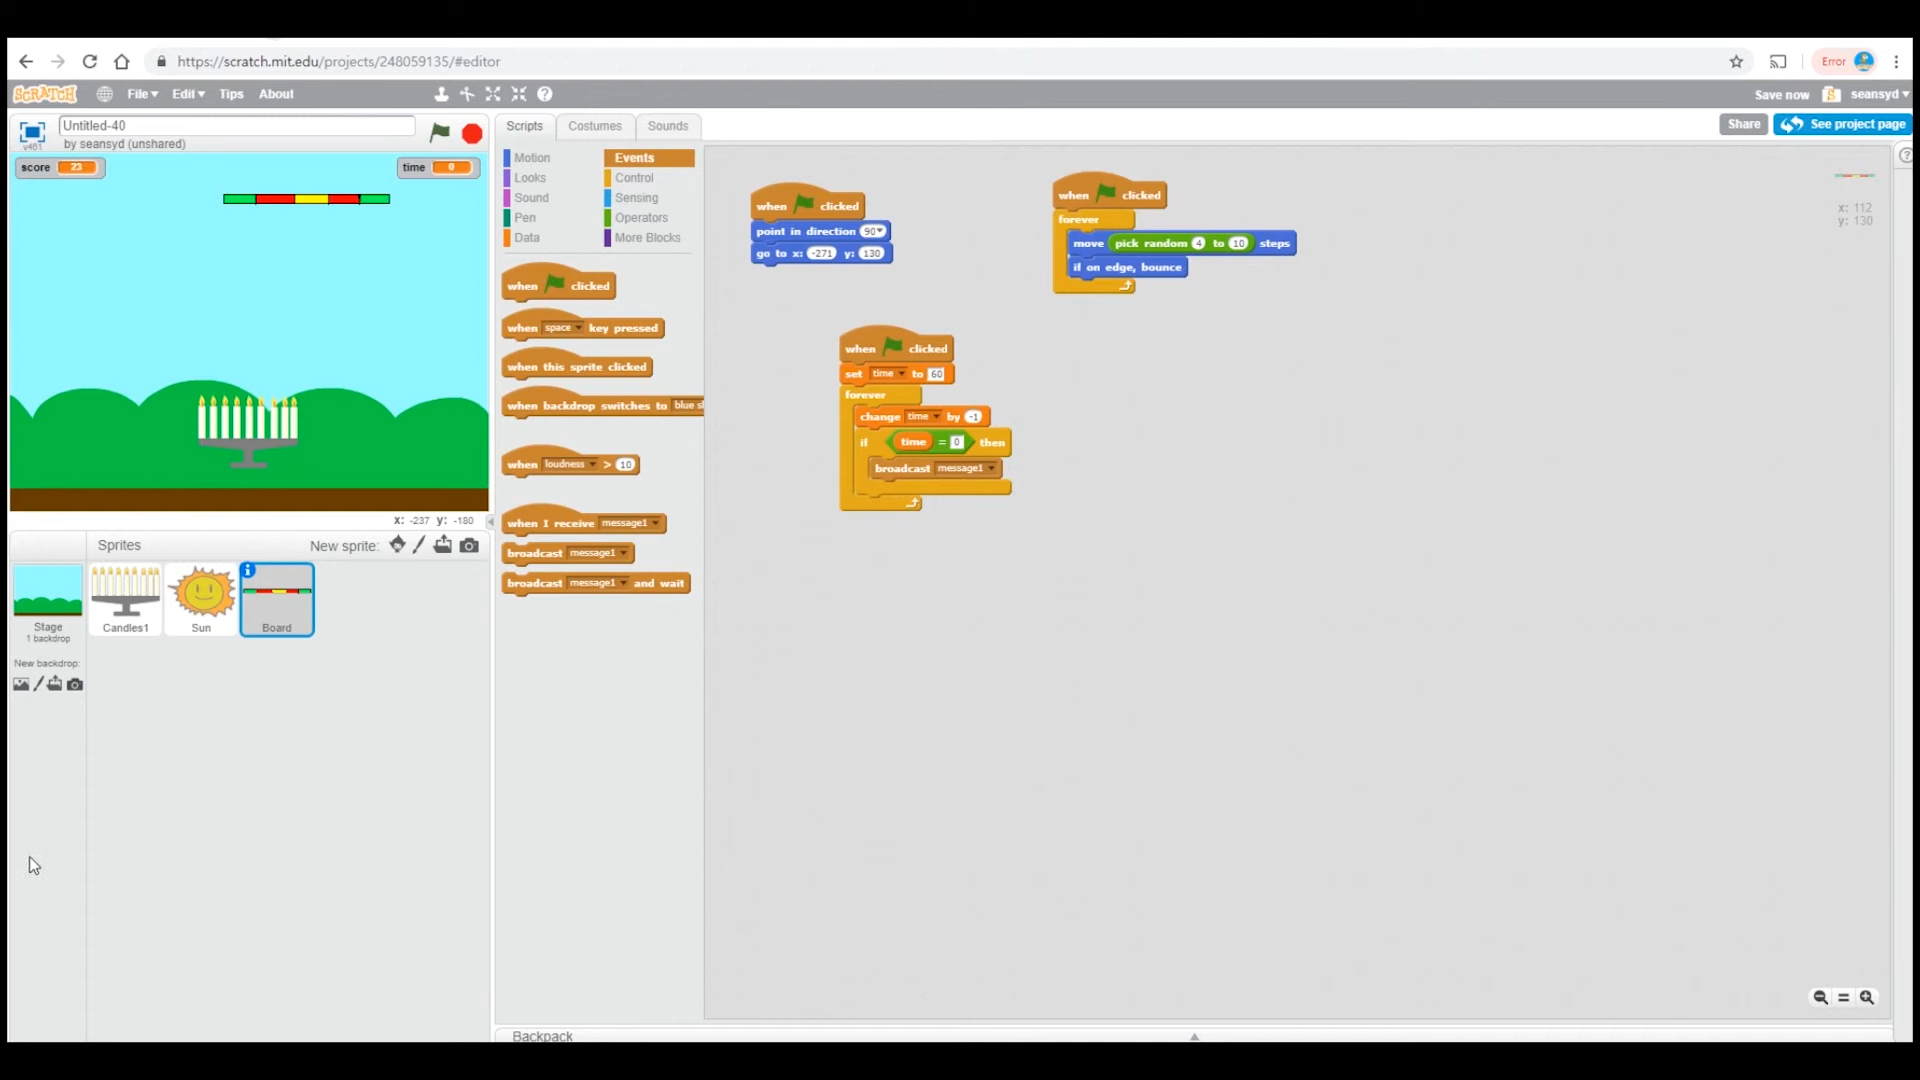 https://scratch.mit.edu/projects/248059135/#editor
Error
SCRATCH File Edit Tips About
Save now seansyd
Untitled-40
by seansyd (unshared)
v461
Scripts Costumes Sounds
Share See project page
score 23
time 0
Motion Events
Looks Control
Sound Sensing
Pen Operators
Data More Blocks
when clicked
when space key pressed
when this sprite clicked
when backdrop switches to blue s
when loudness > 10
when I receive message1
broadcast message1
broadcast message1 and wait
when clicked
point in direction 90
go to x: -271 y: 130
when clicked
forever
move pick random 4 to 10 steps
if on edge, bounce
x: 112
y: 130
when clicked
set time to 60
forever
change time by -1
if time = 0 then
broadcast message1
x: -237 y: -180
Sprites New sprite:
Stage
1 backdrop
New backdrop:
Candles1
Sun
Board
Backpack